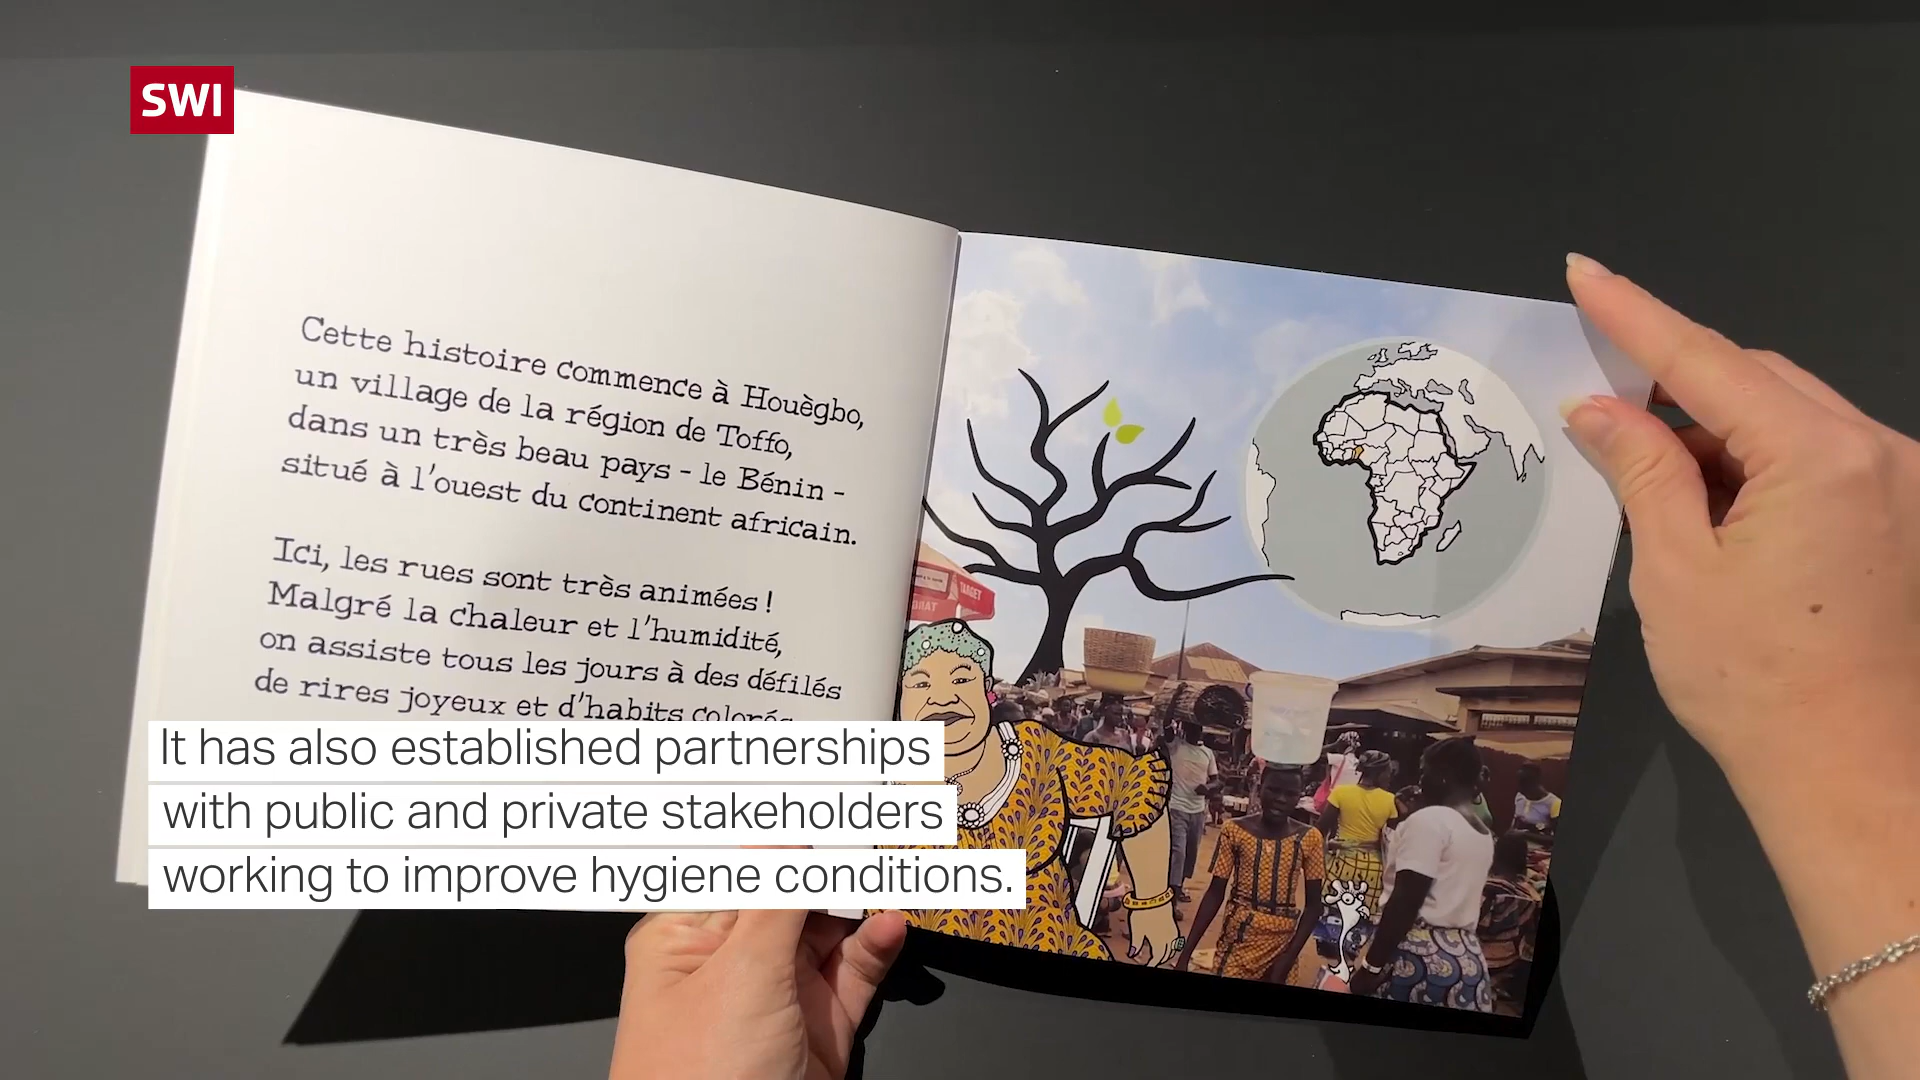 SWI
Cette histoire commence à Houègbo,
un village de la région de Toffo,
dans un très beau pays - le Bénin -
situé à l'ouest du continent africain.
Ici, les rues sont très animées !
Malgré la chaleur et l'humidité,
on assiste tous les jours à des défilés
de rires joyeux et d'habits colorés
It has also established partnerships
with public and private stakeholders
working to improve hygiene conditions.
TARGET